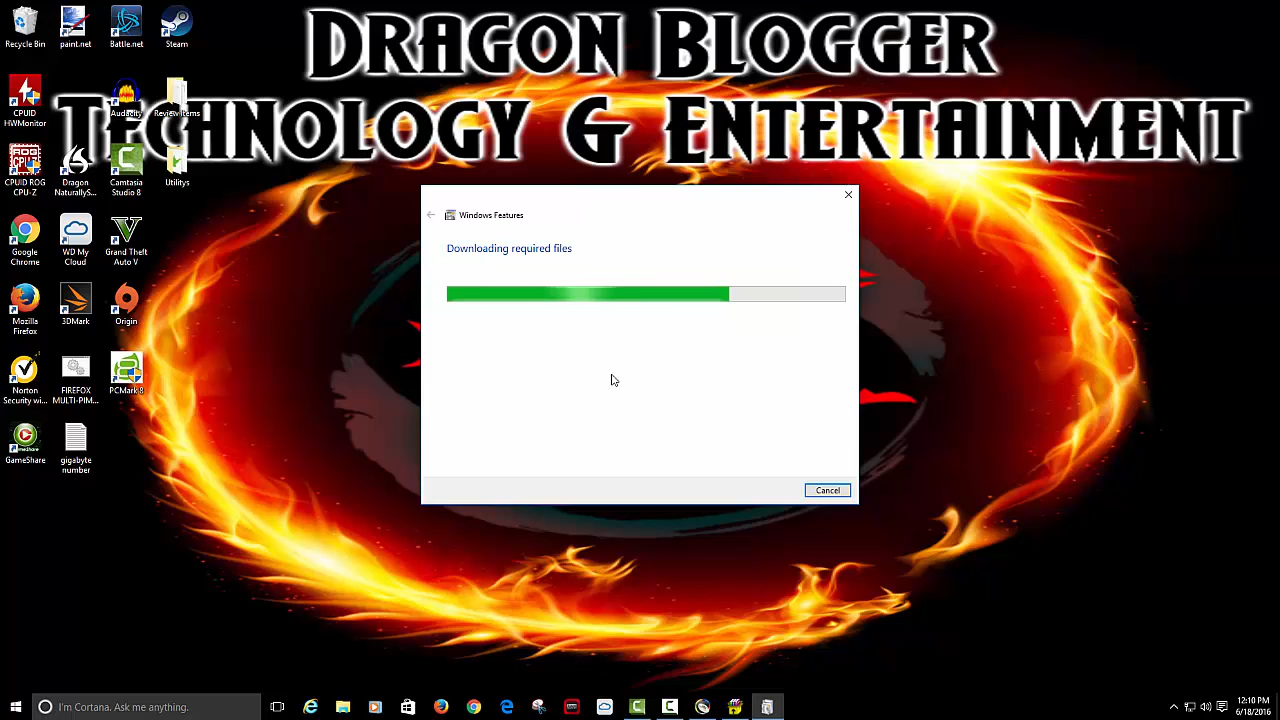 DRAGON BLOGGER
TECHNOLOGY & ENTERTAINMENT
Recycle Bin
paint.net
Battle.net
Steam
CPUID
HWMonitor
Audacity
Review Items
CPUID ROG
CPU-Z
Dragon
NaturallyS...
Camtasia
Studio 8
Utilitys
Google
Chrome
WD My
Cloud
Grand Theft
Auto V
Mozilla
Firefox
3DMark
Origin
Norton
Security wi...
FIREFOX
MULTI-PIM...
PCMark 8
GameShare
gigabyte
number
Windows Features
Downloading required files
Cancel
I'm Cortana. Ask me anything.
12:10 PM
6/18/2016